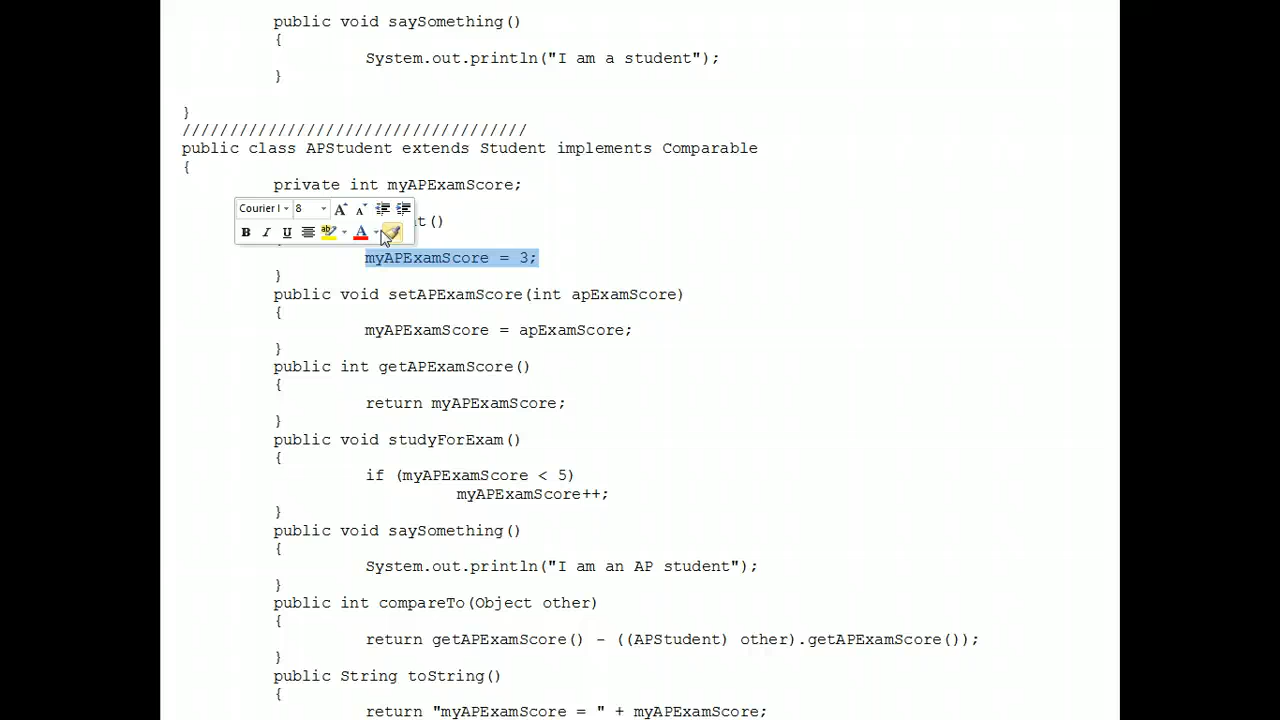 public void saySomething()
{
System.out.println("I am a student");
}
}
////////////////////////////////////
public class APStudent extends Student implements Comparable
{
private int myAPExamScore;
Courier
8
A A
t()
B I U ab A
myAPExamScore = 3;
}
public void setAPExamScore(int apExamScore)
{
myAPExamScore = apExamScore;
}
public int getAPExamScore()
{
return myAPExamScore;
}
public void studyForExam()
{
if (myAPExamScore < 5)
myAPExamScore++;
}
public void saySomething()
{
System.out.println("I am an AP student");
}
public int compareTo(Object other)
{
return getAPExamScore() - ((APStudent) other).getAPExamScore());
}
public String toString()
{
return "myAPExamScore = " + myAPExamScore;